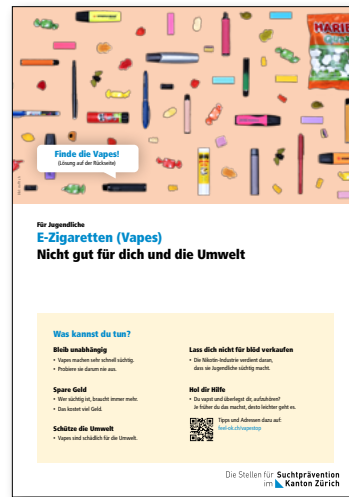 HARIB
Finde die Vapes!
(Lösung auf der Rückseite)
Für Jugendliche
E-Zigaretten (Vapes)
Nicht gut für dich und die Umwelt
Was kannst du tun?
Bleib unabhängig
• Vapes machen sehr schnell süchtig.
• Probiere sie darum nie aus.
Spare Geld
• Wer süchtig ist, braucht immer mehr.
• Das kostet viel Geld.
Schütze die Umwelt
• Vapes sind schädlich für die Umwelt.
Lass dich nicht für blöd verkaufen
• Die Nikotin-Industrie verdient daran,
dass sie Jugendliche süchtig macht.
Hol dir Hilfe
• Du vapst und überlegst dir, aufzuhören?
Je früher du das machst, desto leichter geht es.
Tipps und Adressen dazu auf:
feel-ok.ch/vapestop
Die Stellen für Suchtprävention
im Kanton Zürich